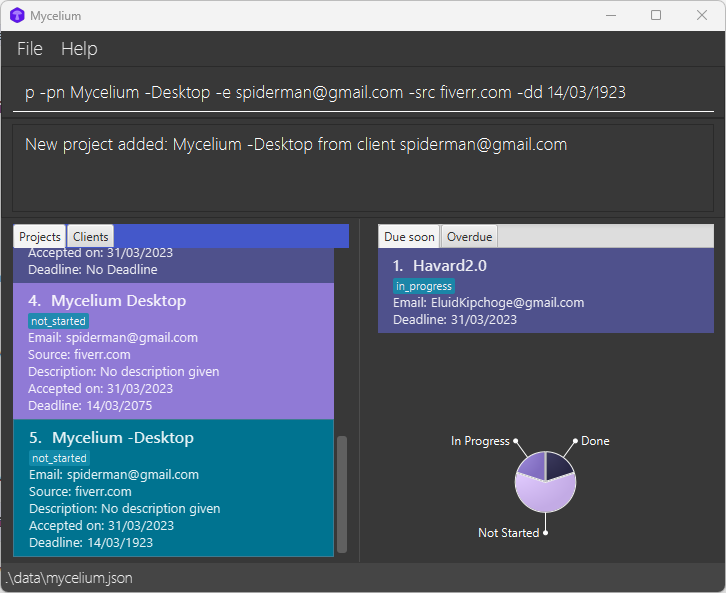 Mycelium
File Help
p -pn Mycelium -Desktop -e spiderman@gmail.com -src fiverr.com -dd 14/03/1923
New project added: Mycelium -Desktop from client spiderman@gmail.com
Projects Clients
Accepted on: 31/03/2023
Deadline: No Deadline
4. Mycelium Desktop
not_started
Email: spiderman@gmail.com
Source: fiverr.com
Description: No description given
Accepted on: 31/03/2023
Deadline: 14/03/2075
5. Mycelium -Desktop
not_started
Email: spiderman@gmail.com
Source: fiverr.com
Description: No description given
Accepted on: 31/03/2023
Deadline: 14/03/1923
Due soon Overdue
1. Havard2.0
in_progress
Email: EluidKipchoge@gmail.com
Deadline: 31/03/2023
In Progress Done
Not Started
.\data\mycelium.json